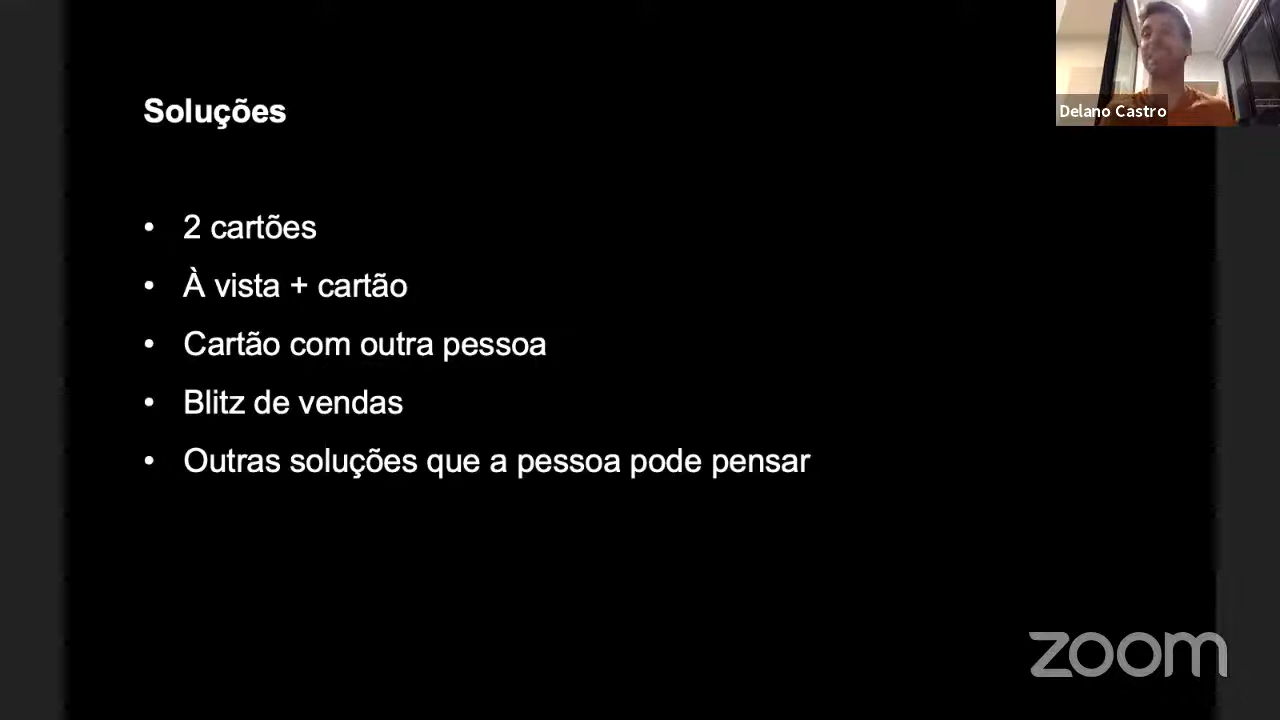 Delano Castro
Soluções
• 2 cartões
• À vista + cartão
• Cartão com outra pessoa
• Blitz de vendas
• Outras soluções que a pessoa pode pensar
zoom